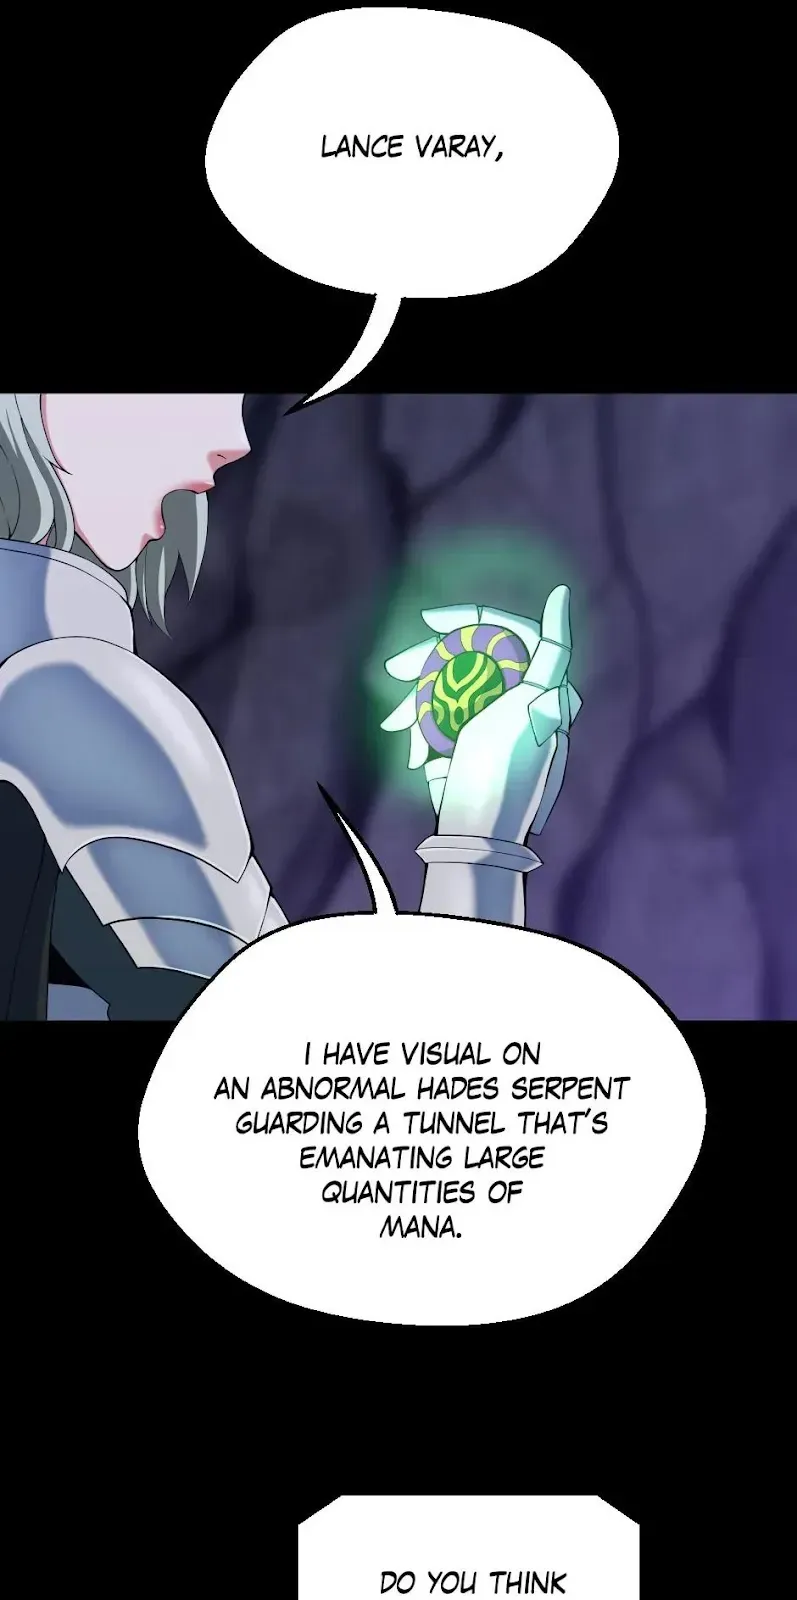 LANCE VARAY,
I HAVE VISUAL ON
AN ABNORMAL HADES SERPENT
GUARDING A TUNNEL THAT'S
EMANATING LARGE
QUANTITIES OF
MANA.
DO YOU THINK